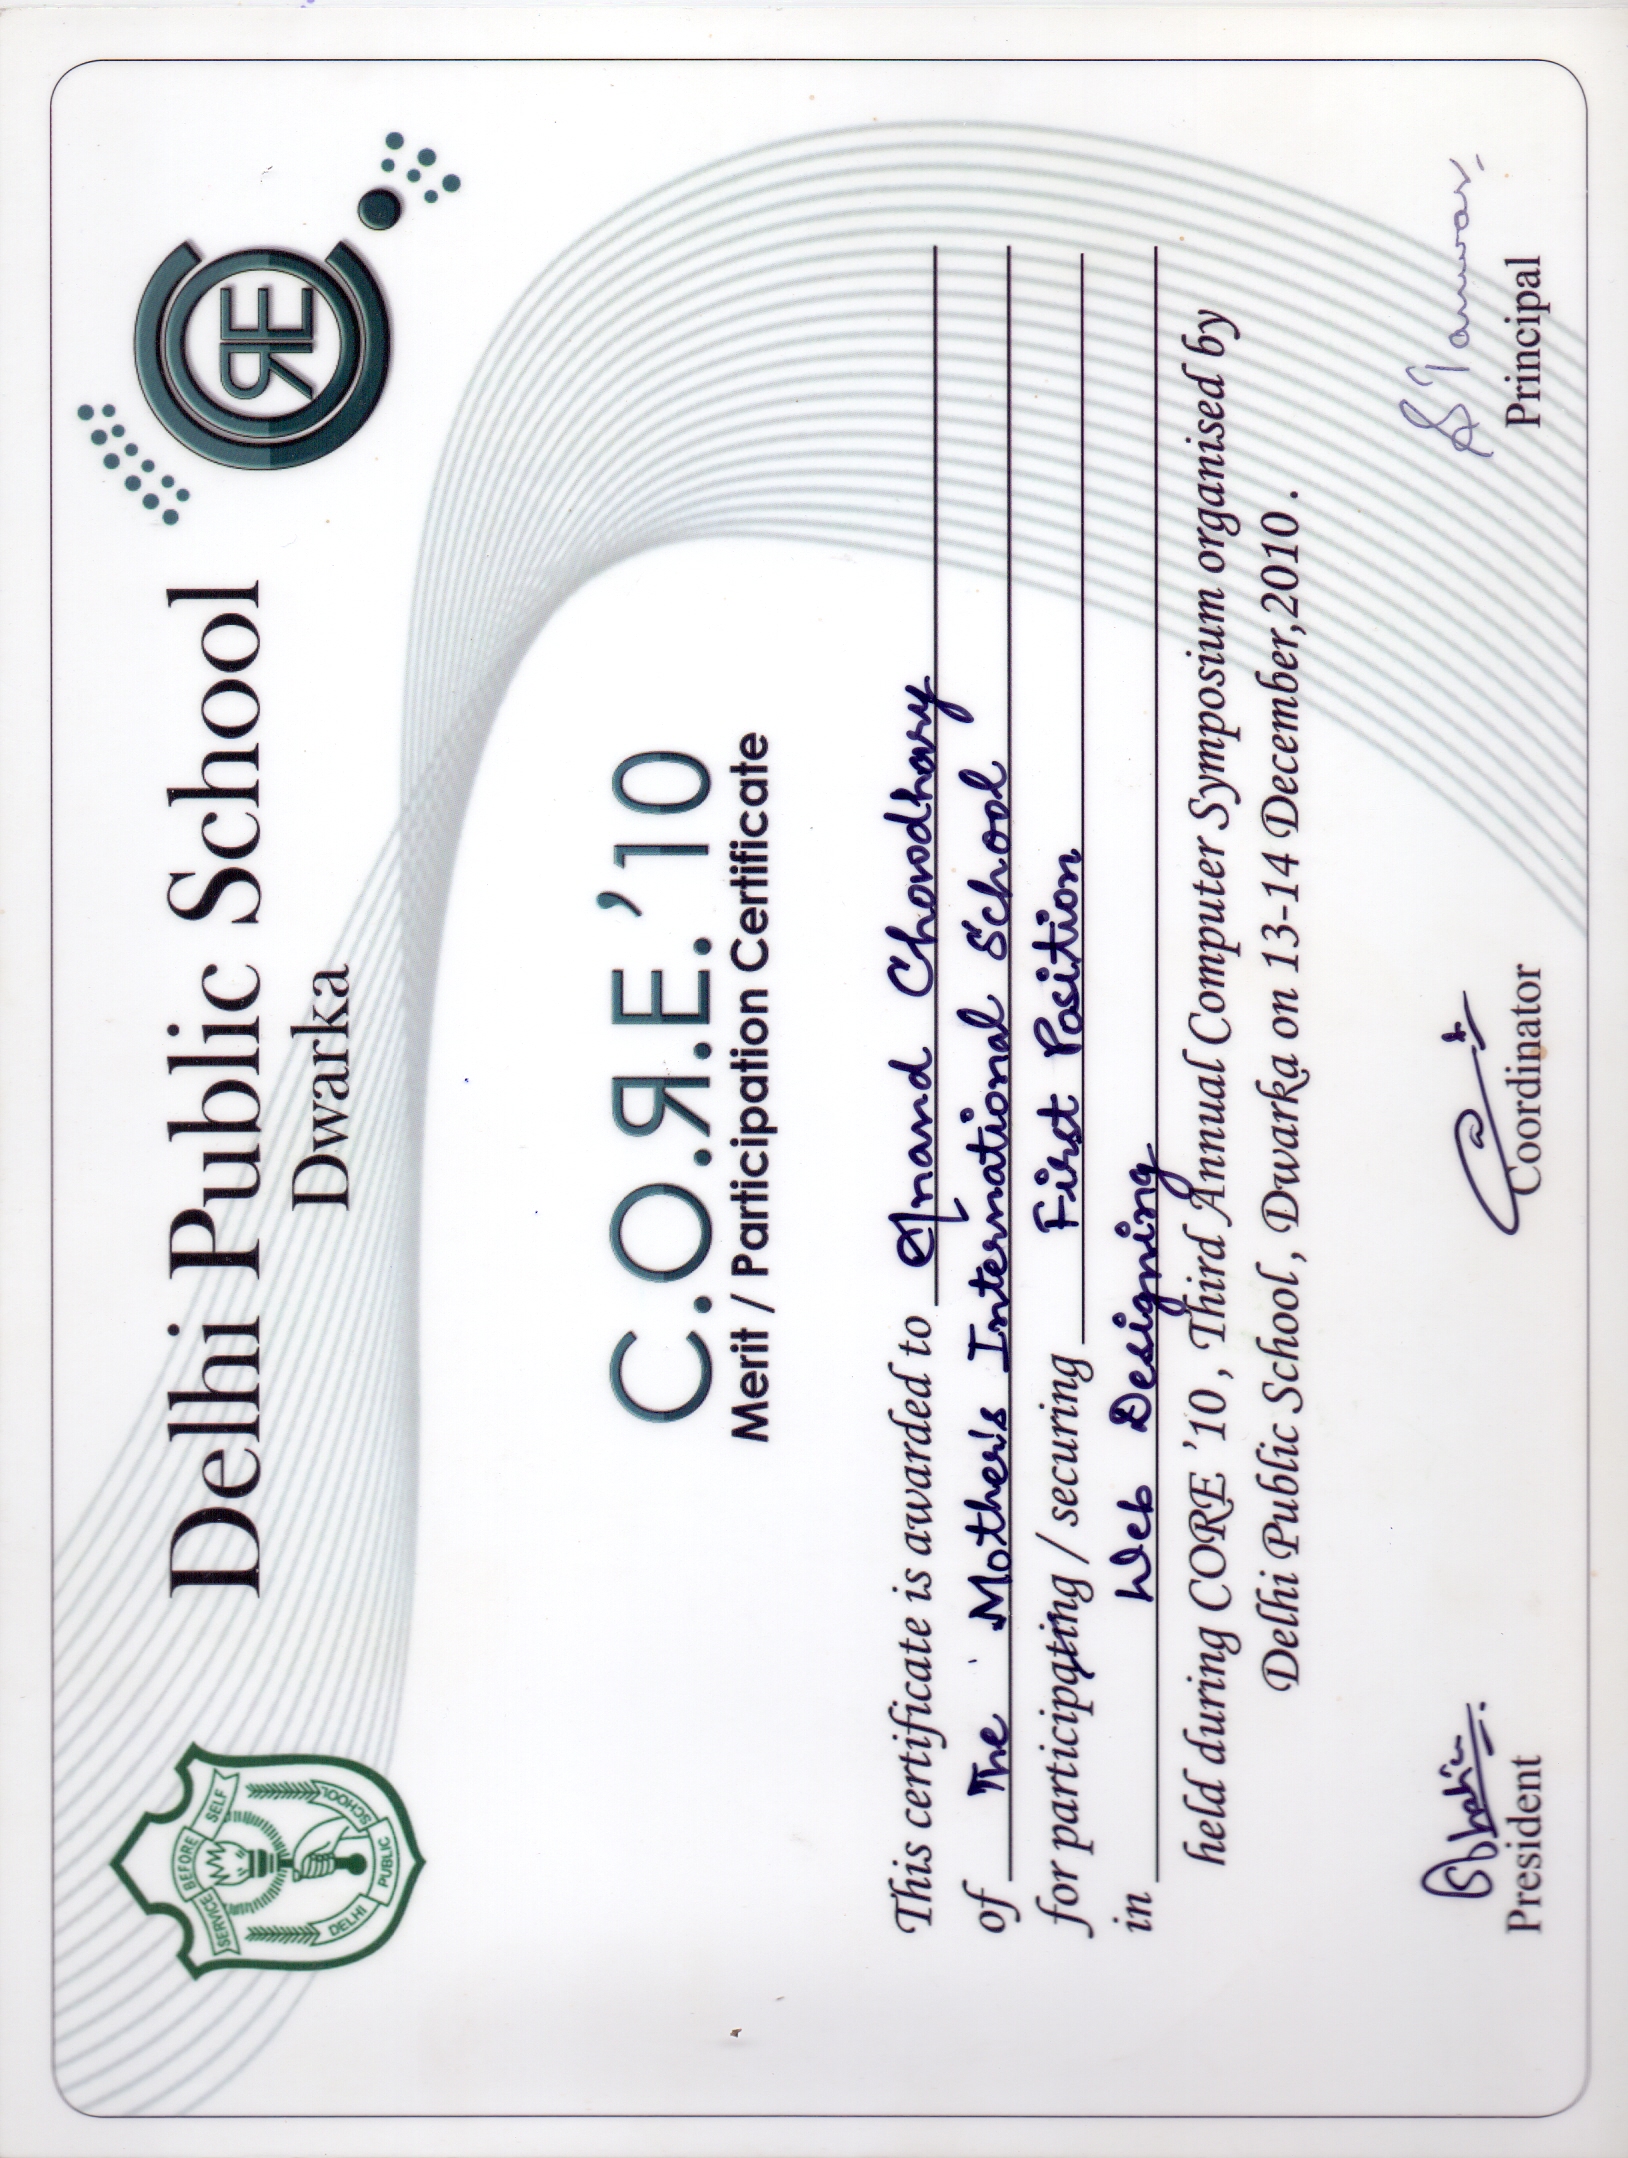 SERVICE BEFORE SELF
DELHI PUBLIC SCHOOL
Delhi Public School
Dwarka
CЯE
C.O.Я.E.'10
Merit / Participation Certificate
This certificate is awarded to Anand Chowdhary
of The Mother's International School
for participating / securing First Position
in Web Designing
held during CORE '10, Third Annual Computer Symposium organised by
Delhi Public School, Dwarka on 13-14 December,2010.
S Tanwar
President Coordinator Principal